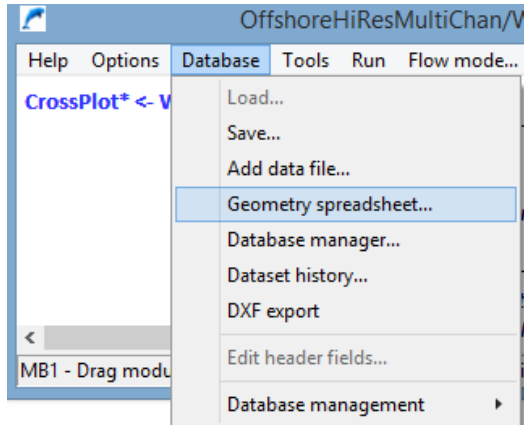 OffshoreHiResMultiChan/
Help Options Database Tools Run Flow mode...
CrossPlot* <-
Load...
Save...
Add data file...
Geometry spreadsheet...
Database manager...
Dataset history...
DXF export
Edit header fields...
MB1 - Drag modu
Database management